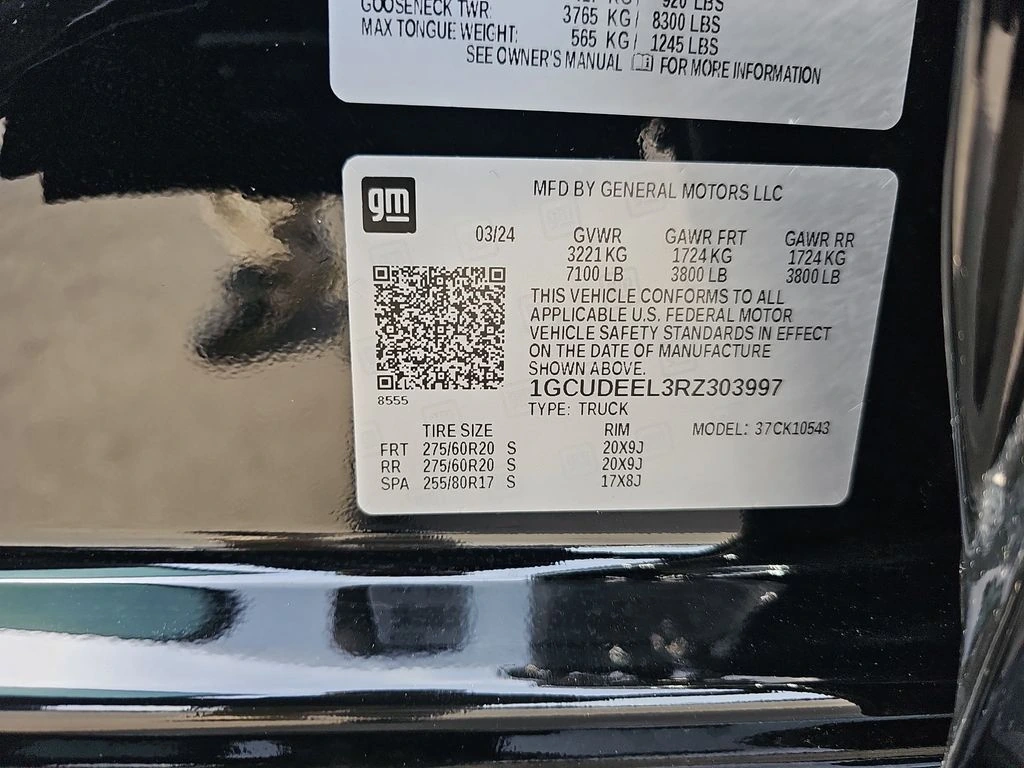 GOOSENECK TWR: 3765 KG/ 8300 LBS
MAX TONGUE WEIGHT: 565 KG/ 1245 LBS
SEE OWNER'S MANUAL FOR MORE INFORMATION
gm
MFD BY GENERAL MOTORS LLC
03/24 GVWR GAWR FRT GAWR RR
3221 KG 1724 KG 1724 KG
7100 LB 3800 LB 3800 LB
THIS VEHICLE CONFORMS TO ALL
APPLICABLE U.S. FEDERAL MOTOR
VEHICLE SAFETY STANDARDS IN EFFECT
ON THE DATE OF MANUFACTURE
SHOWN ABOVE.
8555
1GCUDEEL3RZ303997
TYPE: TRUCK
TIRE SIZE RIM MODEL: 37CK10543
FRT 275/60R20 S 20X9J
RR 275/60R20 S 20X9J
SPA 255/80R17 S 17X8J